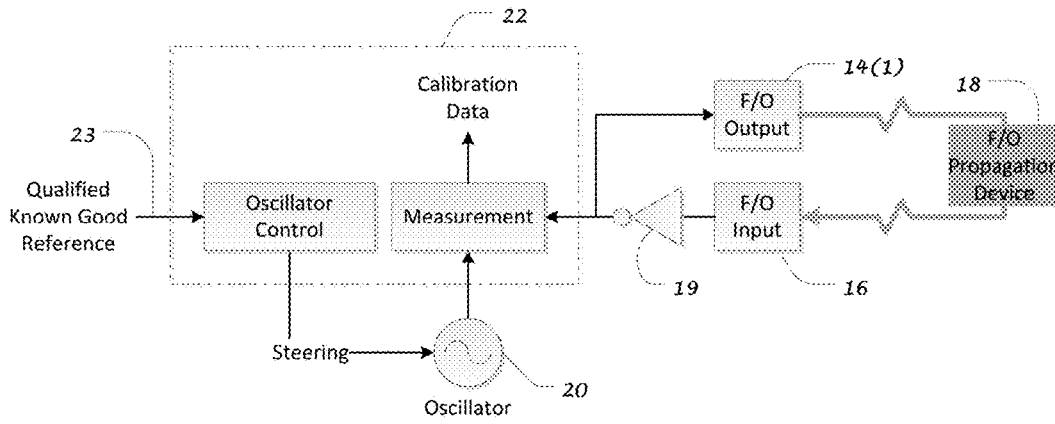 22
14(1)
18
23
Calibration
Data
F/O
Output
F/O
Propagation
Device
Qualified
Known Good
Reference
Oscillator
Control
Measurement
F/O
Input
19
16
Steering
20
Oscillator